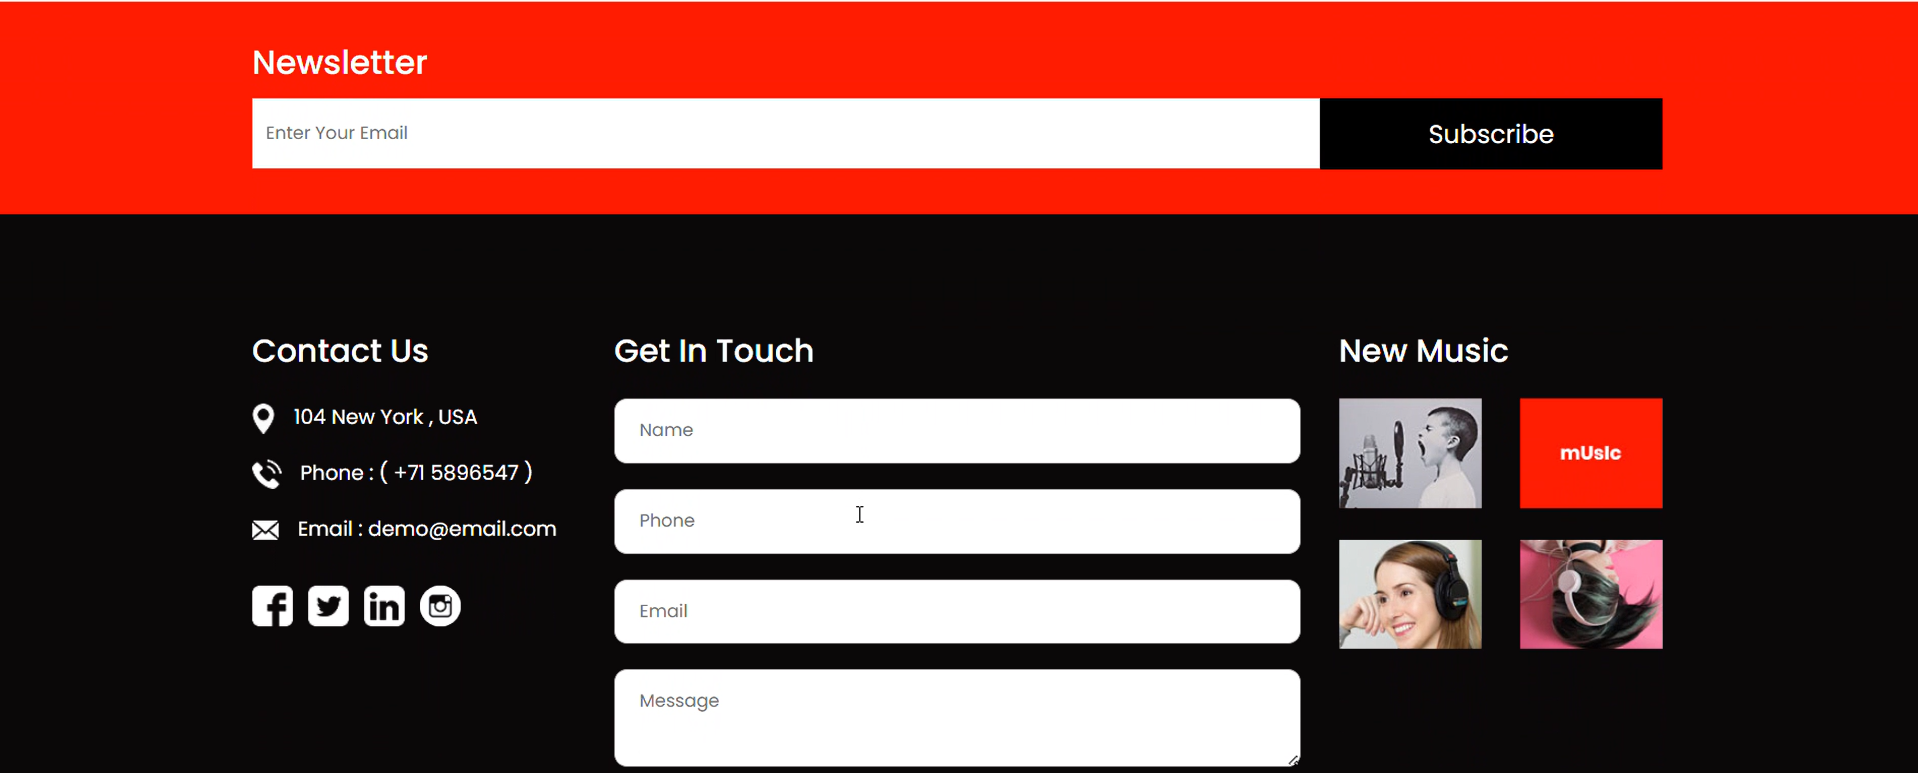 Newsletter
Enter Your Email
Subscribe
Contact Us
104 New York , USA
Phone : ( +71 5896547 )
Email : demo@email.com
Get In Touch
Name
Phone
Email
Message
New Music
mUsIc